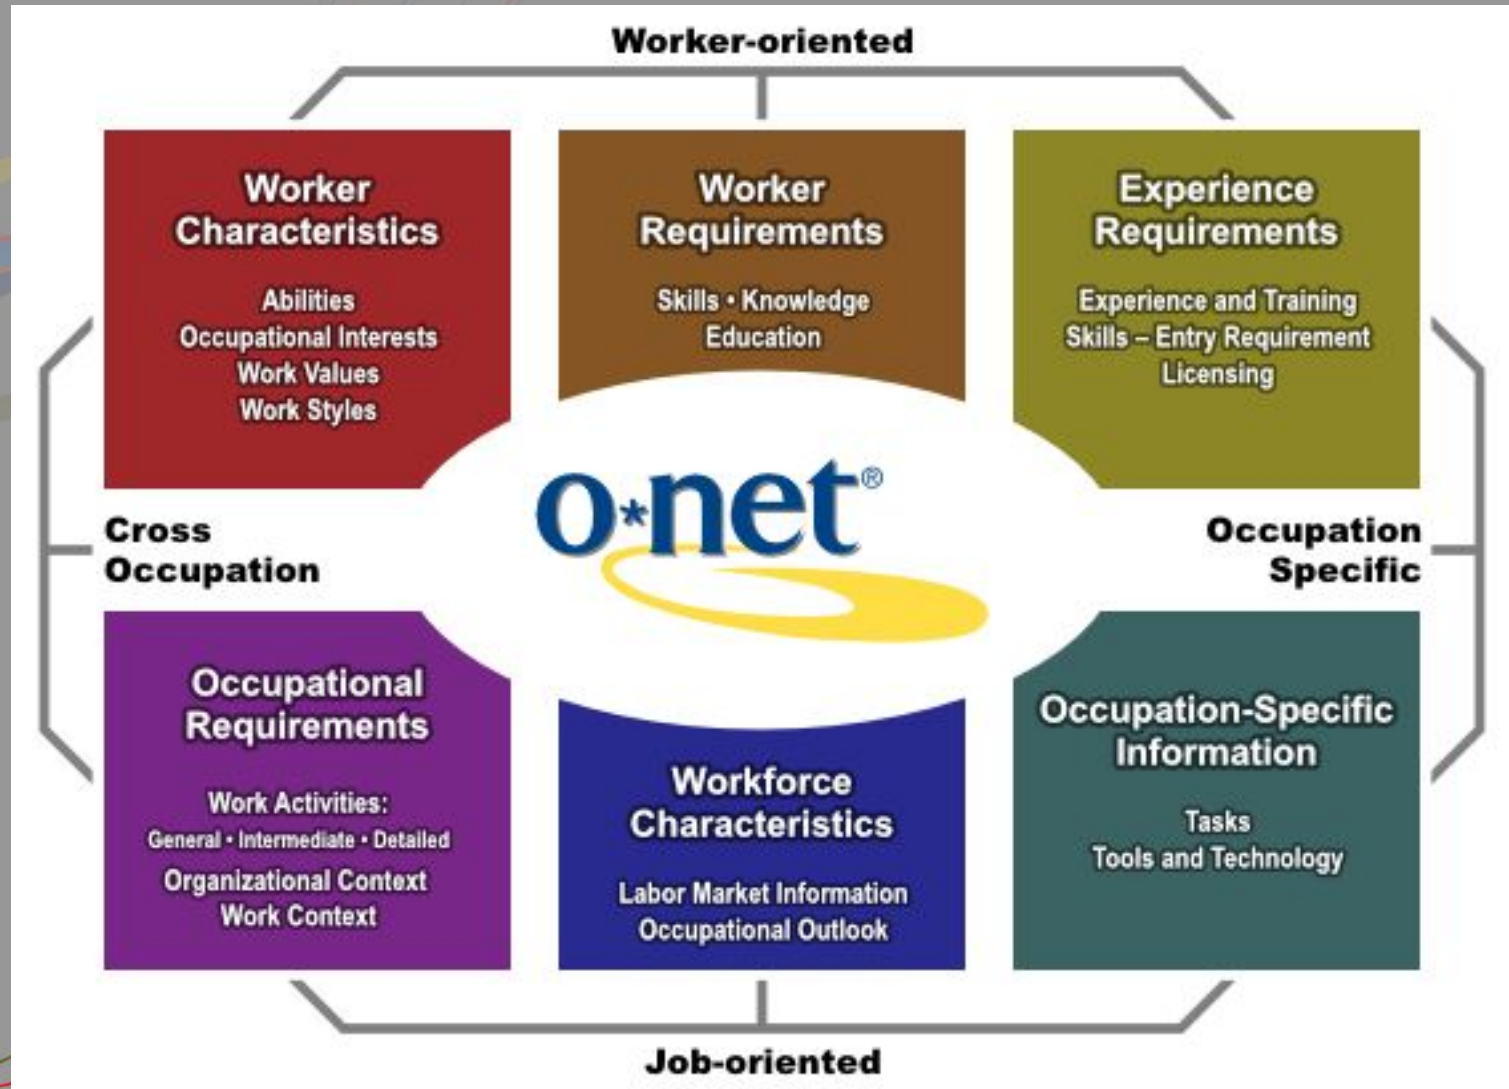 Worker-oriented
Worker
Characteristics
Abilities
Occupational Interests
Work Values
Work Styles
Worker
Requirements
Skills • Knowledge
Education
Experience
Requirements
Experience and Training
Skills – Entry Requirement
Licensing
o*net®
Cross
Occupation
Occupation
Specific
Occupational
Requirements
Work Activities:
General • Intermediate • Detailed
Organizational Context
Work Context
Workforce
Characteristics
Labor Market Information
Occupational Outlook
Occupation-Specific
Information
Tasks
Tools and Technology
Job-oriented